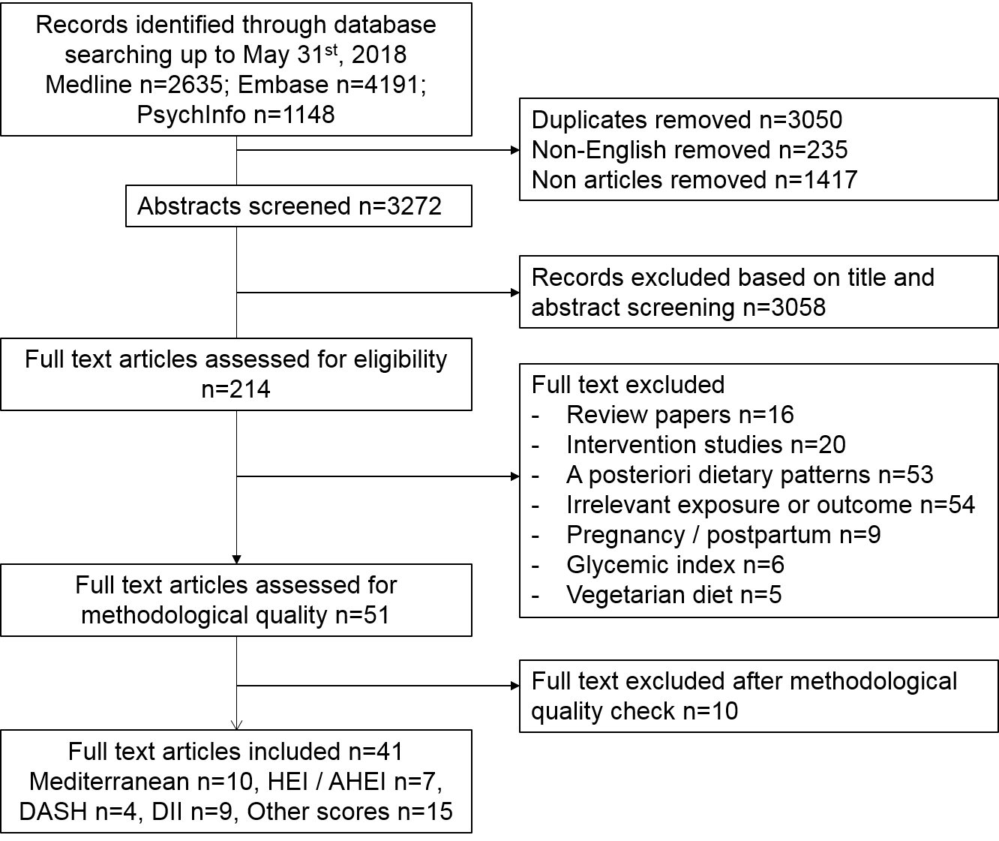 Records identified through database
searching up to May 31st, 2018
Medline n=2635; Embase n=4191;
PsychInfo n=1148
Duplicates removed n=3050
Non-English removed n=235
Non articles removed n=1417
Abstracts screened n=3272
Records excluded based on title and
abstract screening n=3058
Full text articles assessed for eligibility
n=214
Full text excluded
- Review papers n=16
- Intervention studies n=20
- A posteriori dietary patterns n=53
- Irrelevant exposure or outcome n=54
- Pregnancy / postpartum n=9
- Glycemic index n=6
- Vegetarian diet n=5
Full text articles assessed for
methodological quality n=51
Full text excluded after methodological
quality check n=10
Full text articles included n=41
Mediterranean n=10, HEI / AHEI n=7,
DASH n=4, DII n=9, Other scores n=15